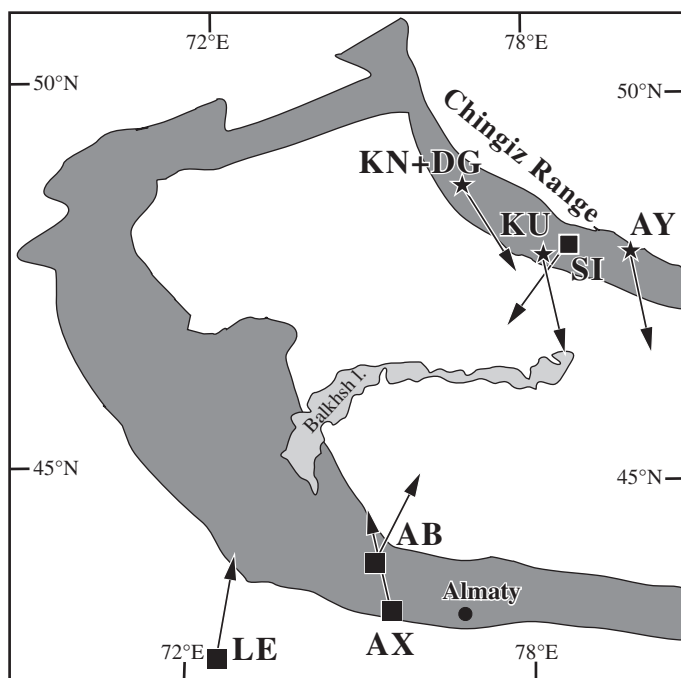 72°E 78°E
50°N 50°N
Chingiz Range
KN+DG
KU AY
SI
Balkhsh l.
45°N 45°N
AB
Almaty
AX
LE
72°E 78°E